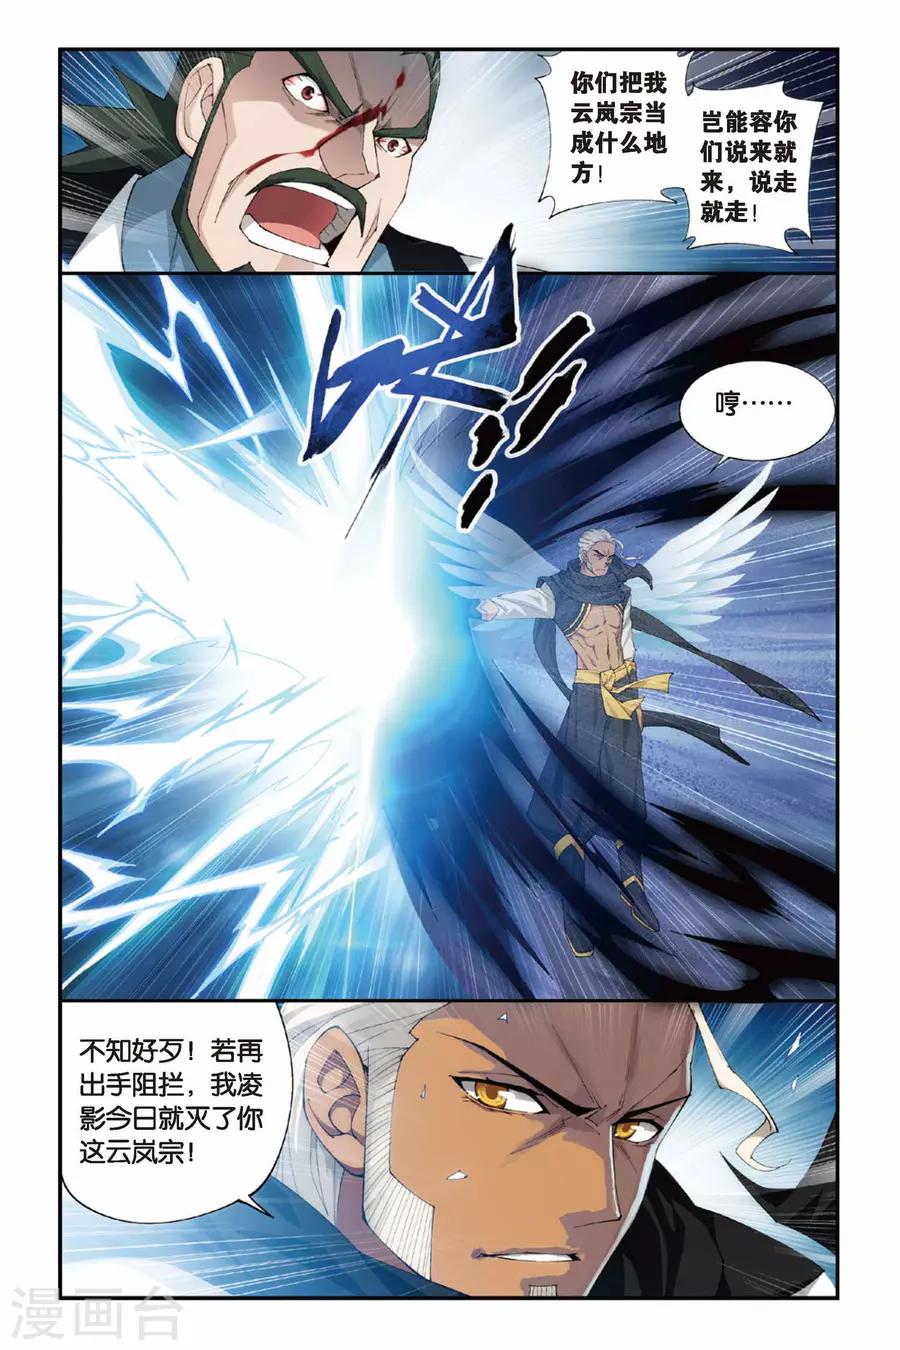 你们把我
云岚宗当
成什么地
方！
岂能容你
们说来就
来，说走
就走！
哼……
不知好歹！若再
出手阻拦，我凌
影今日就灭了你
这云岚宗！
漫画台